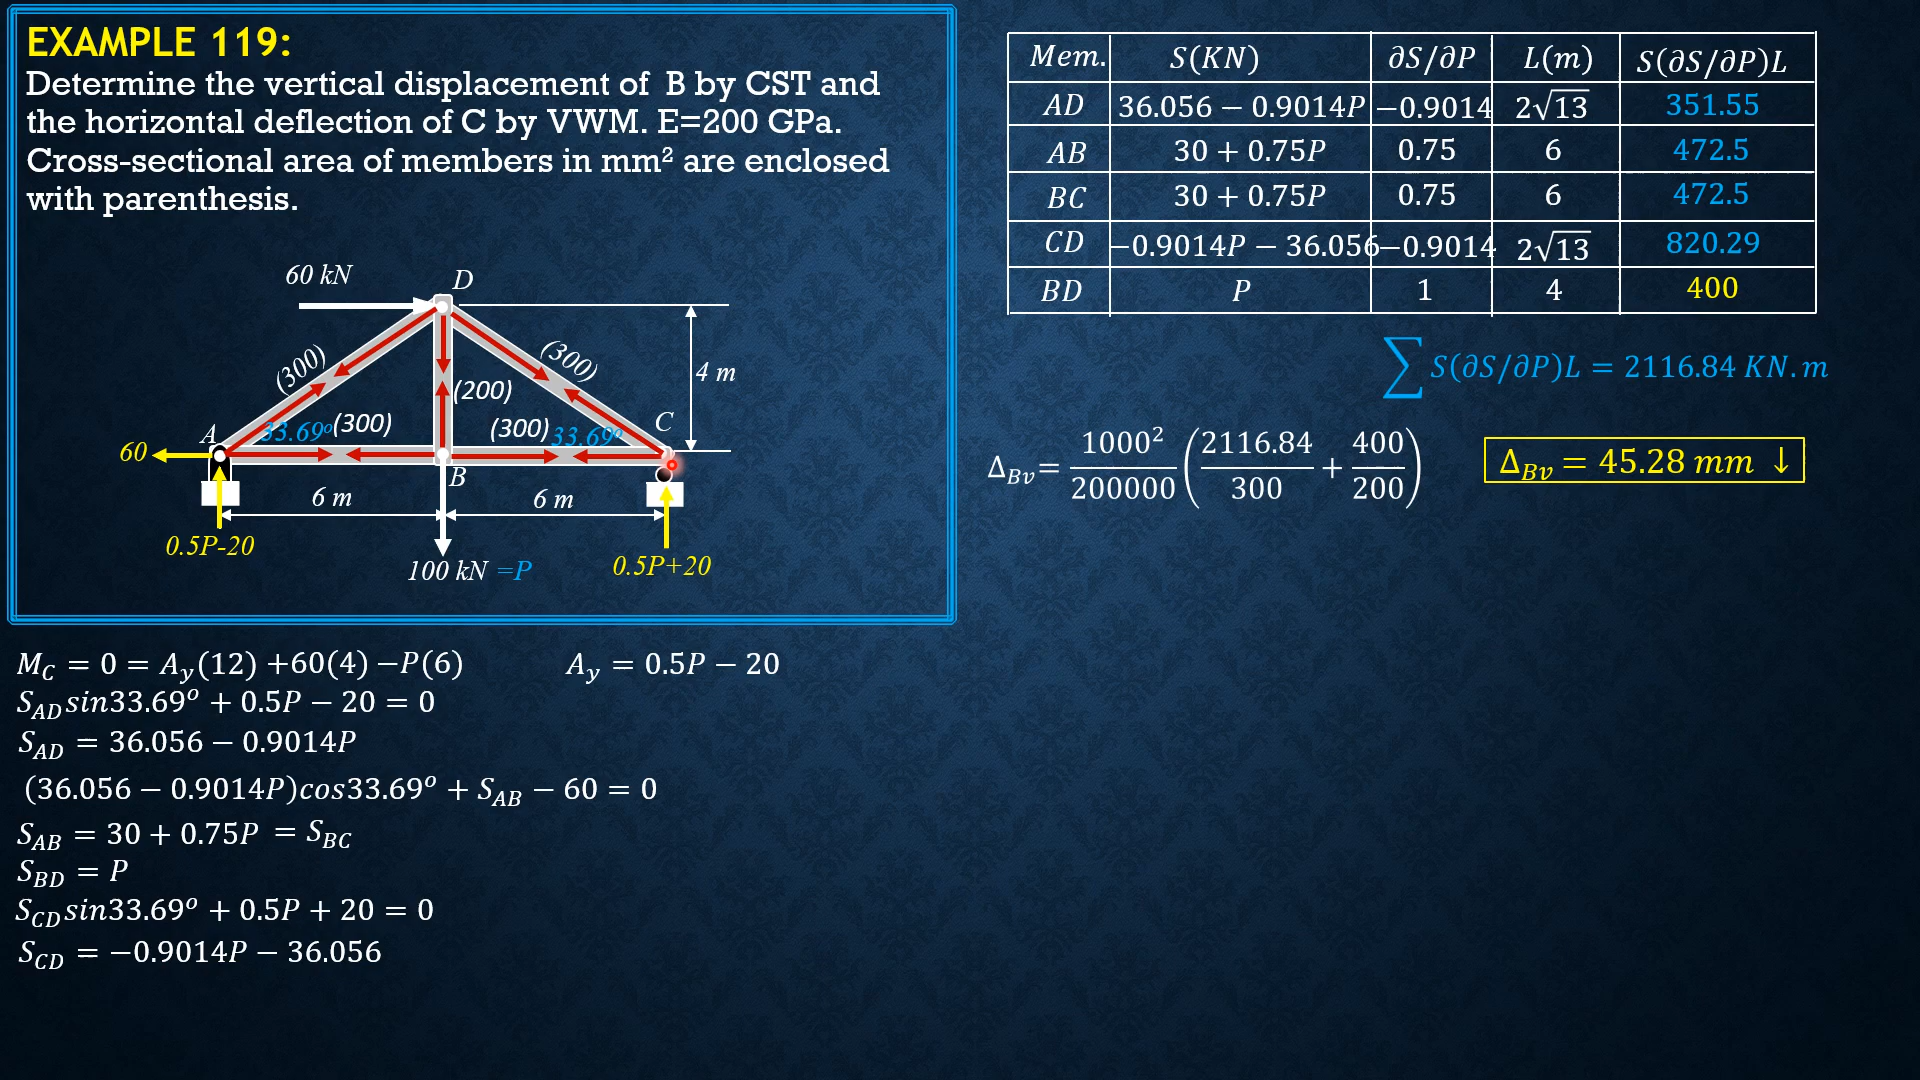 EXAMPLE 119:
Determine the vertical displacement of B by CST and
the horizontal deflection of C by VWM. E=200 GPa.
Cross-sectional area of members in mm² are enclosed
with parenthesis.
60 kN
D
(300)
(300)
4 m
(200)
A
33.69°
(300)
(300)
33.69°
C
60
B
6 m
6 m
0.5P-20
100 kN =P
0.5P+20
M_C = 0 = A_y(12) +60(4) −P(6)
A_y = 0.5P − 20
S_AD sin33.69° + 0.5P − 20 = 0
S_AD = 36.056 − 0.9014P
(36.056 − 0.9014P)cos33.69° + S_AB − 60 = 0
S_AB = 30 + 0.75P = S_BC
S_BD = P
S_CD sin33.69° + 0.5P + 20 = 0
S_CD = −0.9014P − 36.056
Mem. S(KN) ∂S/∂P L(m) S(∂S/∂P)L
AD 36.056 − 0.9014P −0.9014 2√13 351.55
AB 30 + 0.75P 0.75 6 472.5
BC 30 + 0.75P 0.75 6 472.5
CD −0.9014P − 36.056 −0.9014 2√13 820.29
BD P 1 4 400
∑ S(∂S/∂P)L = 2116.84 KN.m
Δ_Bv = 1000²/200000 (2116.84/300 + 400/200)
Δ_Bv = 45.28 mm ↓